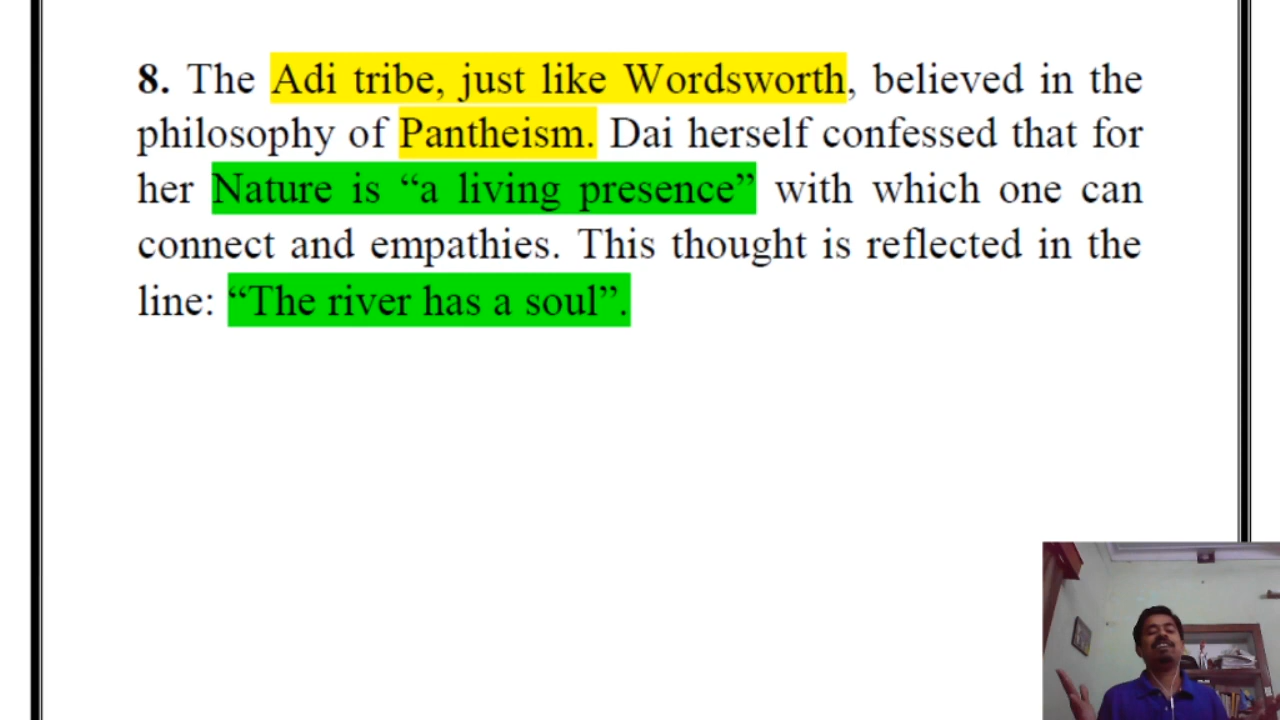 8. The Adi tribe, just like Wordsworth, believed in the
philosophy of Pantheism. Dai herself confessed that for
her Nature is “a living presence” with which one can
connect and empathies. This thought is reflected in the
line: “The river has a soul”.